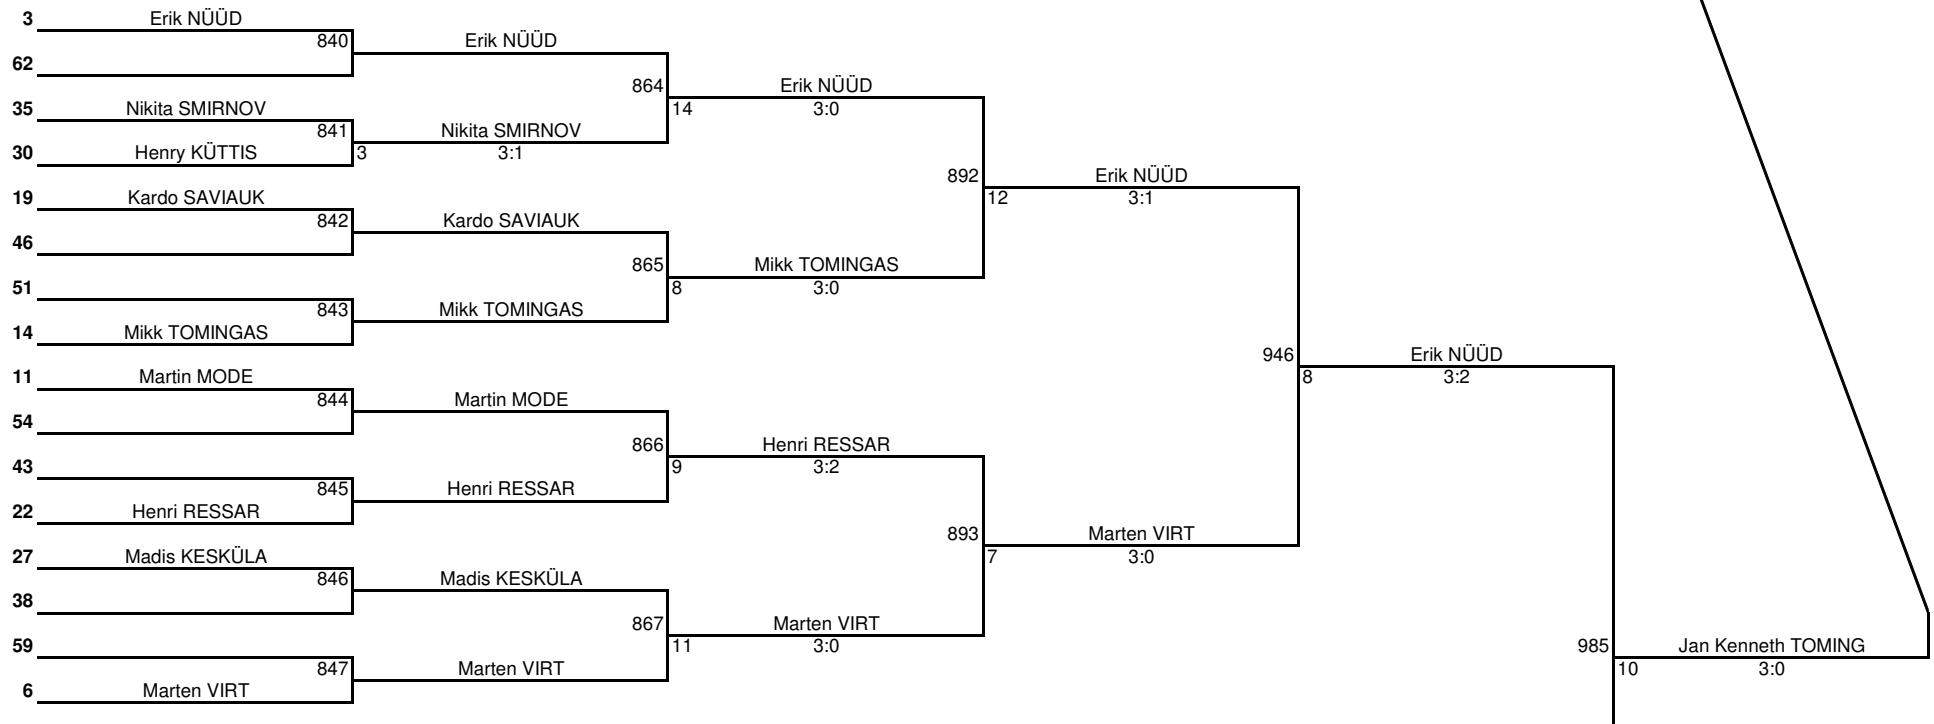 3 Erik NÜÜD
840 Erik NÜÜD
62
864 Erik NÜÜD
35 Nikita SMIRNOV 14 3:0
841 Nikita SMIRNOV
30 Henry KÜTTIS 3 3:1
892 Erik NÜÜD
19 Kardo SAVIAUK 12 3:1
842 Kardo SAVIAUK
46
865 Mikk TOMINGAS
51 8 3:0
843 Mikk TOMINGAS
14 Mikk TOMINGAS
946 Erik NÜÜD
11 Martin MODE 8 3:2
844 Martin MODE
54
866 Henri RESSAR
43 9 3:2
845 Henri RESSAR
22 Henri RESSAR
893 Marten VIRT
27 Madis KESKÜLA 7 3:0
846 Madis KESKÜLA
38
867 Marten VIRT
59 11 3:0 985 Jan Kenneth TOMING
847 Marten VIRT 10 3:0
6 Marten VIRT